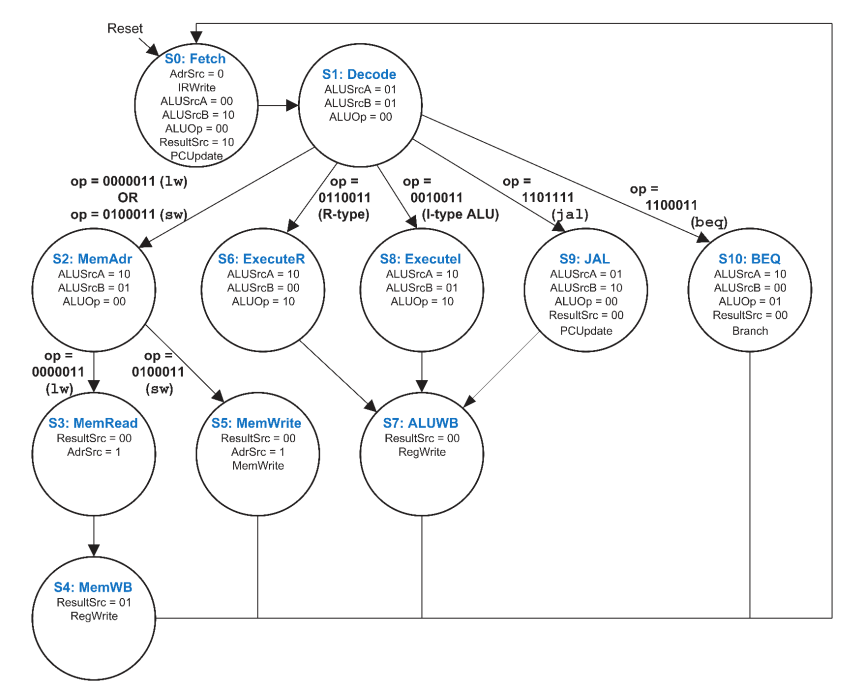 Reset
S0: Fetch
AdrSrc = 0
IRWrite
ALUSrcA = 00
ALUSrcB = 10
ALUOp = 00
ResultSrc = 10
PCUpdate
S1: Decode
ALUSrcA = 01
ALUSrcB = 01
ALUOp = 00
op = 0000011 (lw)
OR
op = 0100011 (sw)
op =
0110011
(R-type)
op =
0010011
(I-type ALU)
op =
1101111
(jal)
op =
1100011
(beq)
S2: MemAdr
ALUSrcA = 10
ALUSrcB = 01
ALUOp = 00
S6: ExecuteR
ALUSrcA = 10
ALUSrcB = 00
ALUOp = 10
S8: ExecuteI
ALUSrcA = 10
ALUSrcB = 01
ALUOp = 10
S9: JAL
ALUSrcA = 01
ALUSrcB = 10
ALUOp = 00
ResultSrc = 00
PCUpdate
S10: BEQ
ALUSrcA = 10
ALUSrcB = 00
ALUOp = 01
ResultSrc = 00
Branch
op =
0000011
(lw)
op =
0100011
(sw)
S3: MemRead
ResultSrc = 00
AdrSrc = 1
S5: MemWrite
ResultSrc = 00
AdrSrc = 1
MemWrite
S7: ALUWB
ResultSrc = 00
RegWrite
S4: MemWB
ResultSrc = 01
RegWrite